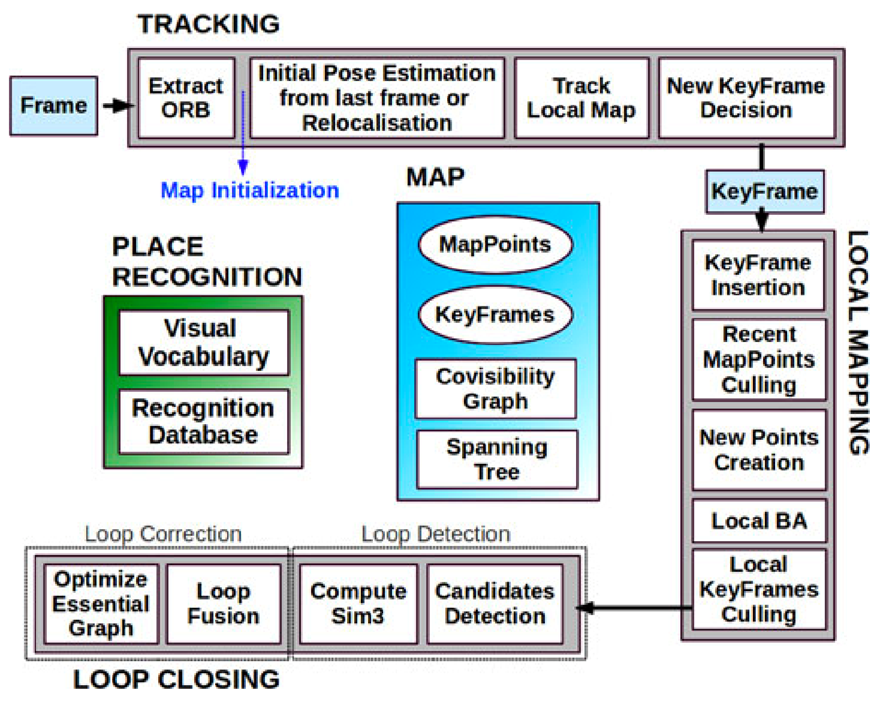 TRACKING
Frame
Extract
ORB
Initial Pose Estimation
from last frame or
Relocalisation
Track
Local Map
New KeyFrame
Decision
Map Initialization
MAP
KeyFrame
PLACE
RECOGNITION
Visual
Vocabulary
Recognition
Database
MapPoints
KeyFrames
Covisibility
Graph
Spanning
Tree
LOCAL MAPPING
KeyFrame
Insertion
Recent
MapPoints
Culling
New Points
Creation
Local BA
Local
KeyFrames
Culling
Loop Correction
Loop Detection
Optimize
Essential
Graph
Loop
Fusion
Compute
Sim3
Candidates
Detection
LOOP CLOSING